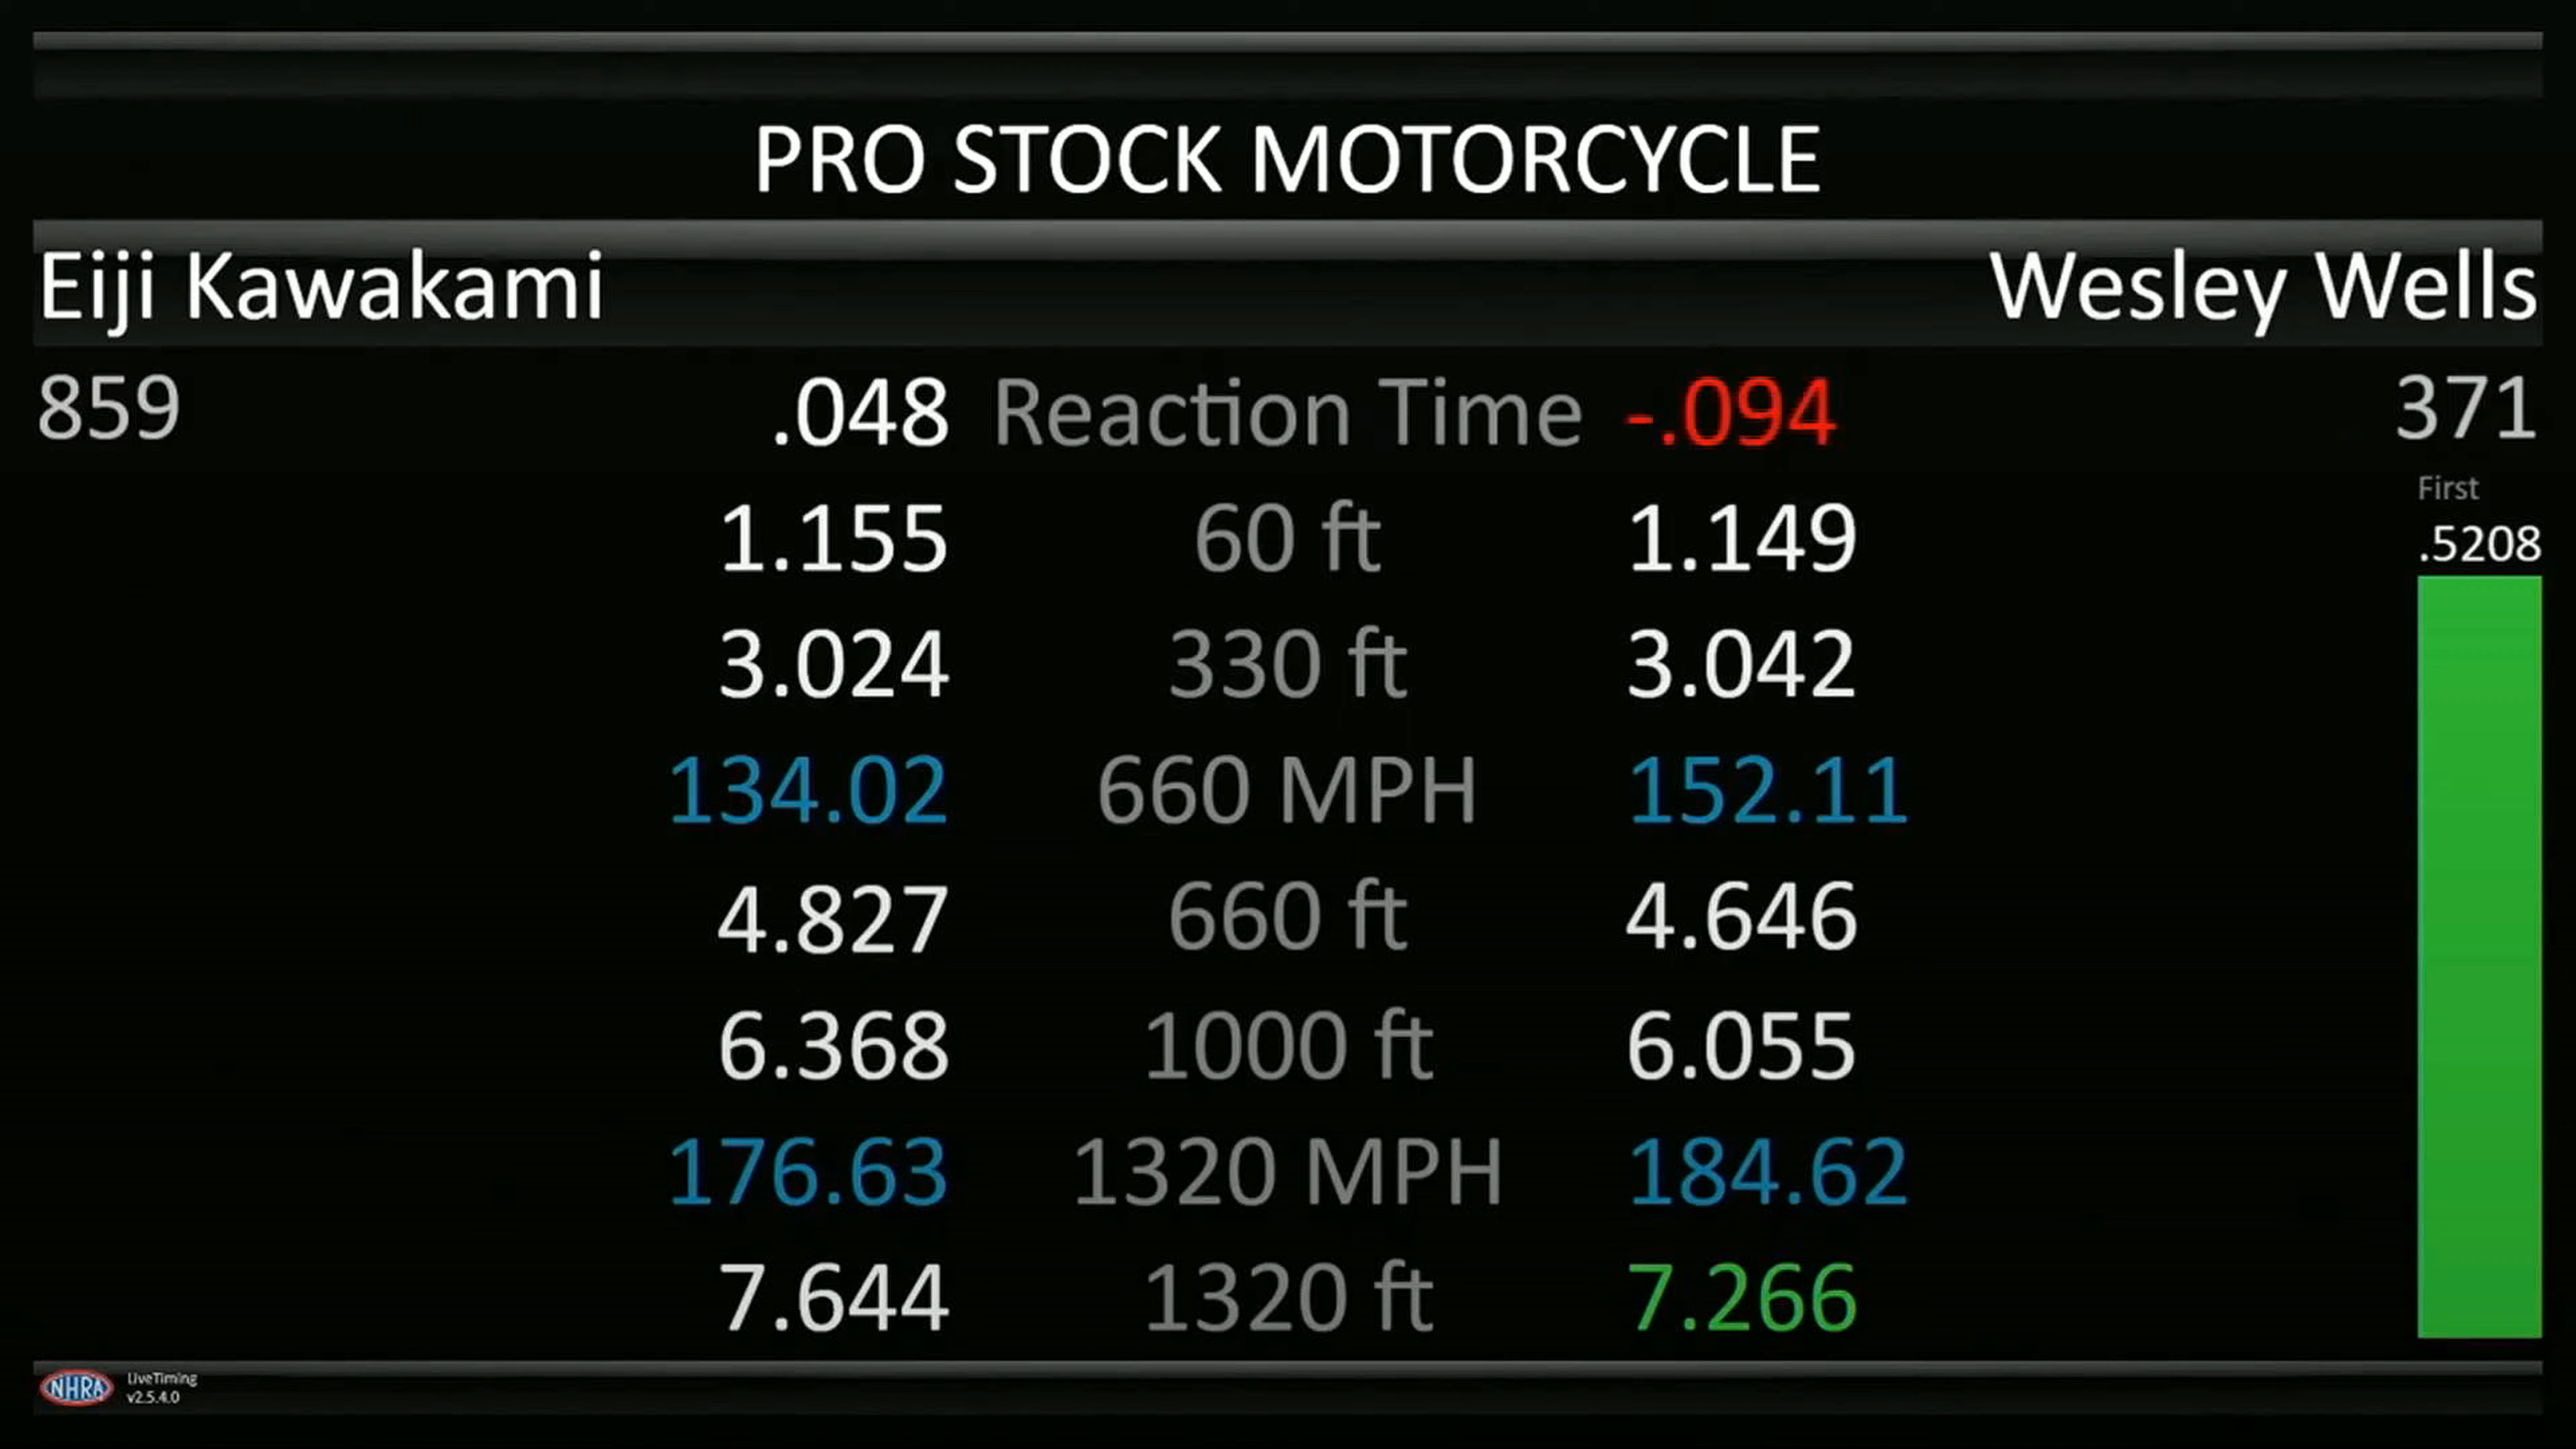 PRO STOCK MOTORCYCLE
Eiji Kawakami Wesley Wells
859 .048 Reaction Time -.094 371
First
.5208
1.155 60 ft 1.149
3.024 330 ft 3.042
134.02 660 MPH 152.11
4.827 660 ft 4.646
6.368 1000 ft 6.055
176.63 1320 MPH 184.62
7.644 1320 ft 7.266
NHRA LiveTiming
v2.5.4.0